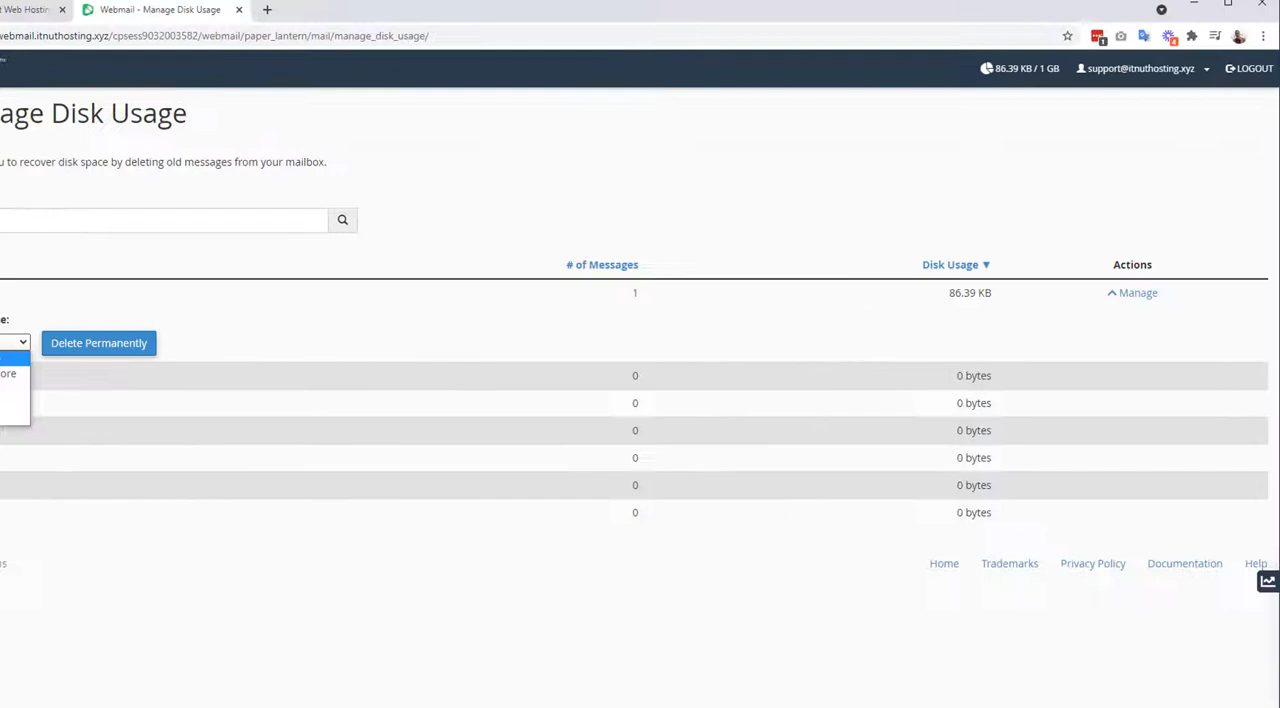 Webmail - Manage Disk Usage
webmail.itnuthosting.xyz/cpsess9032003582/webmail/paper_lantern/mail/manage_disk_usage/
86.39 KB / 1 GB support@itnuthosting.xyz LOGOUT
age Disk Usage
u to recover disk space by deleting old messages from your mailbox.
# of Messages Disk Usage ▼ Actions
1 86.39 KB Manage
e:
Delete Permanently
ore
0 0 bytes
0 0 bytes
0 0 bytes
0 0 bytes
0 0 bytes
0 0 bytes
Home Trademarks Privacy Policy Documentation Help